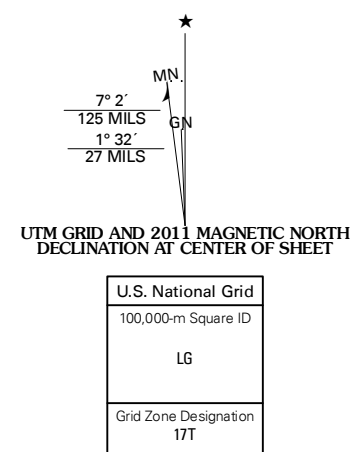 ★
MN.
7° 2´
125 MILS
GN
1° 32´
27 MILS
UTM GRID AND 2011 MAGNETIC NORTH
DECLINATION AT CENTER OF SHEET
U.S. National Grid
100,000-m Square ID
LG
Grid Zone Designation
17T